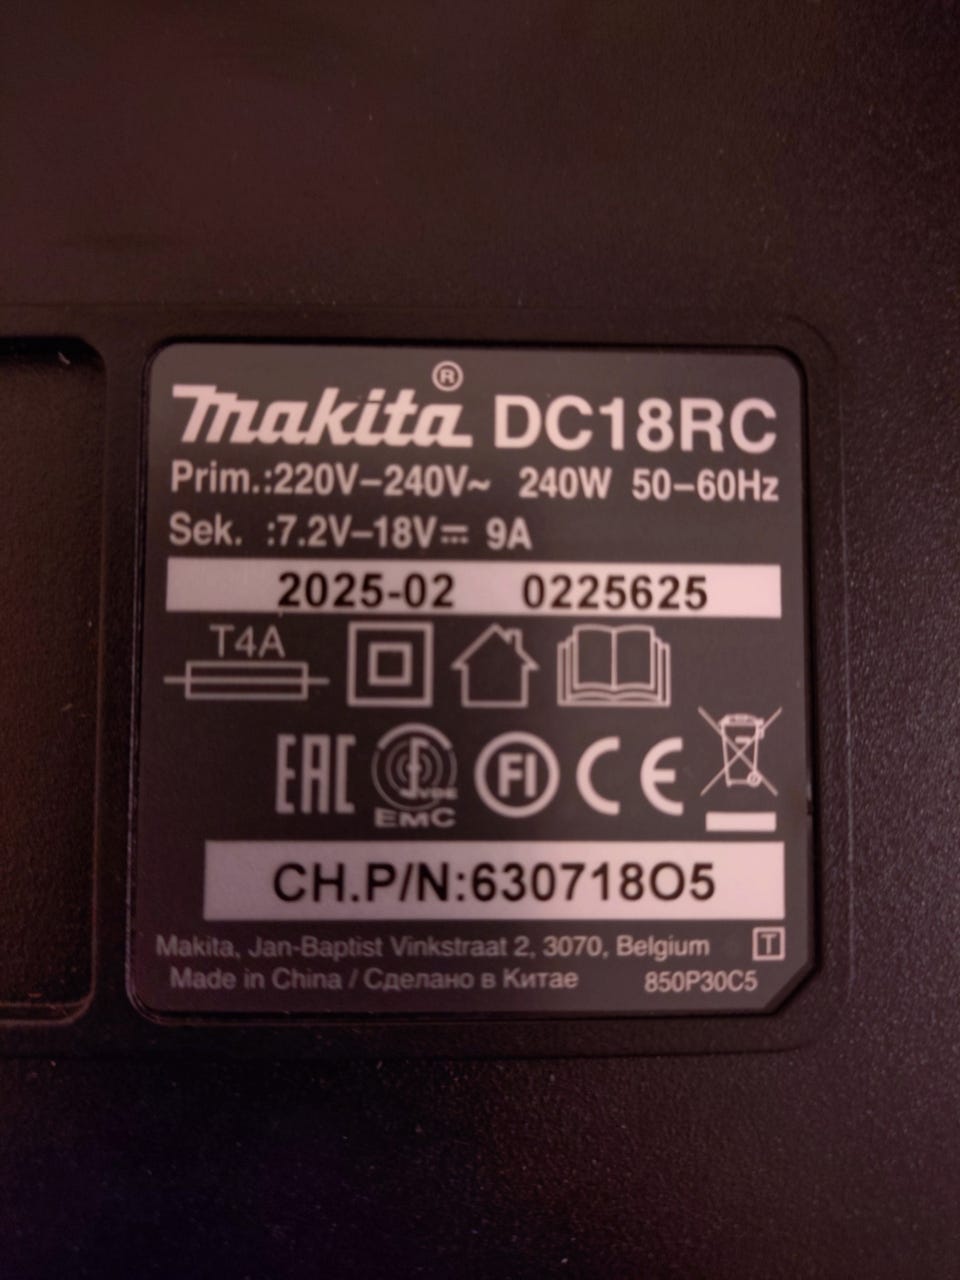 makita® DC18RC
Prim.:220V–240V~ 240W 50–60Hz
Sek. :7.2V–18V⎓ 9A
2025-02 0225625
T4A
EAC VDE FI CE
EMC
CH.P/N:630718O5
Makita, Jan-Baptist Vinkstraat 2, 3070, Belgium T
Made in China / Сделано в Китае 850P30C5